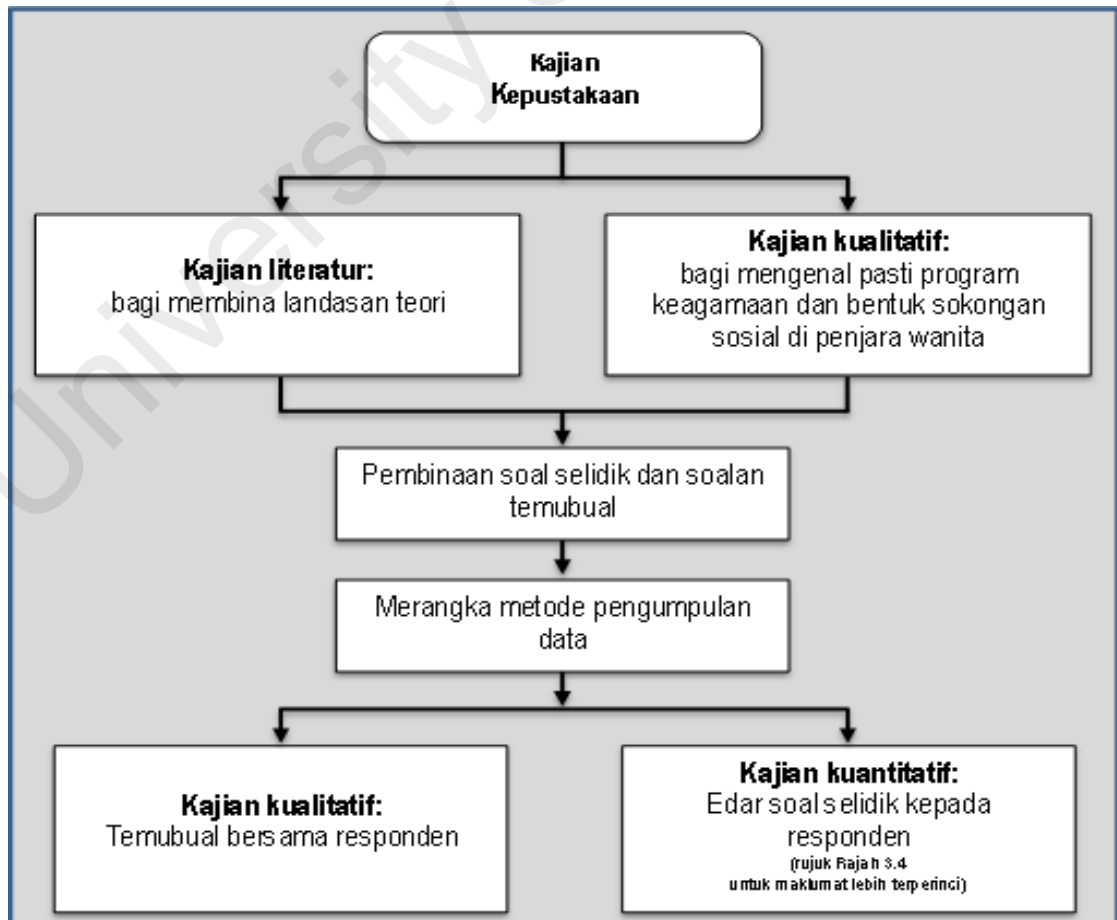 Kajian
Kepustakaan
Kajian literatur:
bagi membina landasan teori
Kajian kualitatif:
bagi mengenal pasti program
keagamaan dan bentuk sokongan
sosial di penjara wanita
Pembinaan soal selidik dan soalan
temubual
Merangka metode pengumpulan
data
Kajian kualitatif:
Temubual bersama responden
Kajian kuantitatif:
Edar soal selidik kepada
responden
(rujuk Rajah 3.4
untuk maklumat lebih terperinci)
University